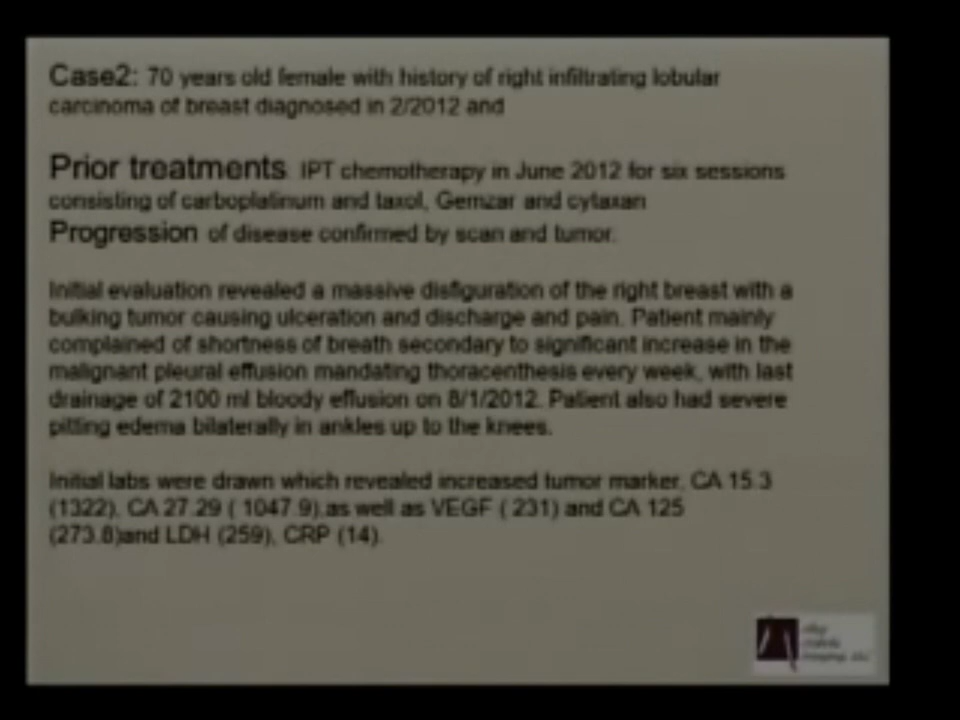 Case2: 70 years old female with history of right infiltrating lobular
carcinoma of breast diagnosed in 2/2012 and
Prior treatments. IPT chemotherapy in June 2012 for six sessions
consisting of carboplatinum and taxol, Gemzar and cytaxan
Progression of disease confirmed by scan and tumor.
Initial evaluation revealed a massive disfiguration of the right breast with a
bulking tumor causing ulceration and discharge and pain. Patient mainly
complained of shortness of breath secondary to significant increase in the
malignant pleural effusion mandating thoracenthesis every week, with last
drainage of 2100 ml bloody effusion on 8/1/2012. Patient also had severe
pitting edema bilaterally in ankles up to the knees.
Initial labs were drawn which revealed increased tumor marker, CA 15.3
(1322), CA 27.29 ( 1047.9),as well as VEGF ( 231) and CA 125
(273.8)and LDH (259), CRP (14).